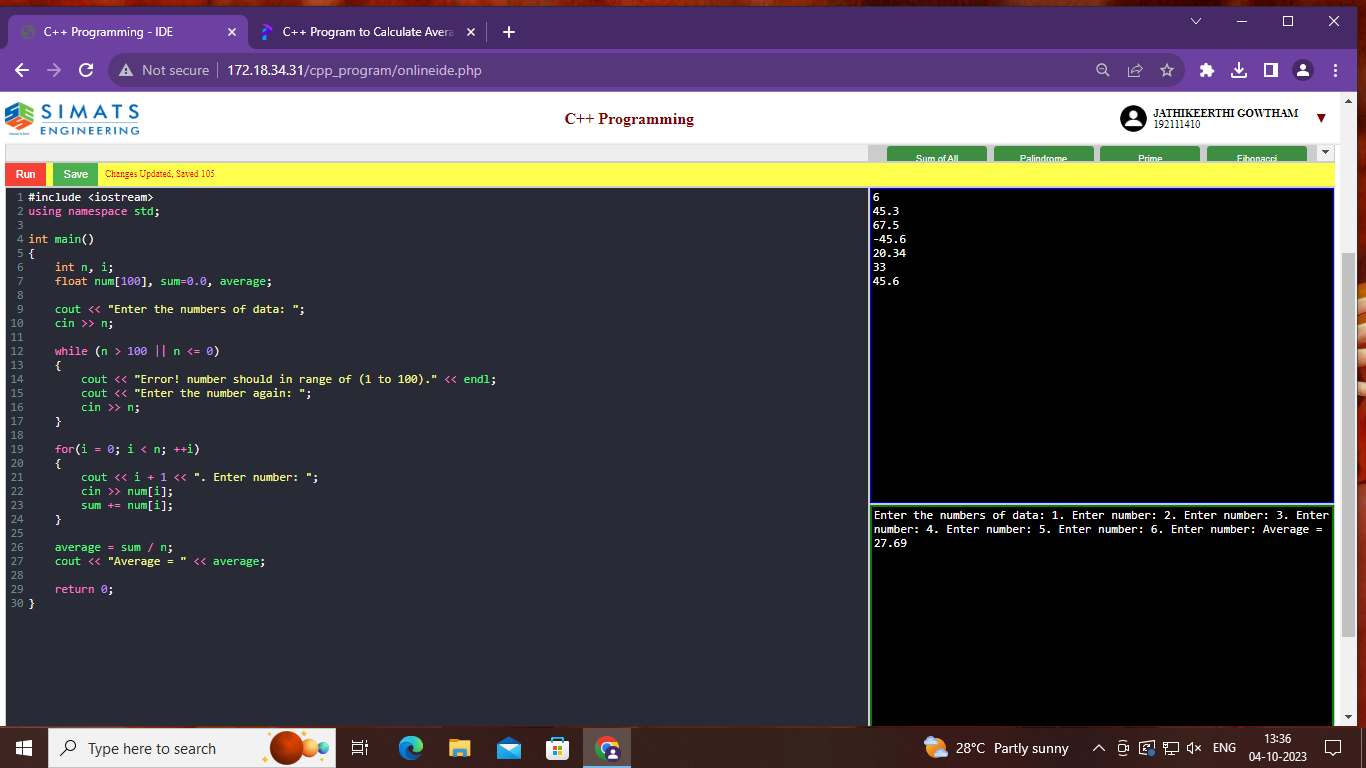 C++ Programming - IDE
C++ Program to Calculate Avera
Not secure
172.18.34.31/cpp_program/onlineide.php
SIMATS
ENGINEERING
C++ Programming
JATHIKEERTHI GOWTHAM
192111410
Sum of All
Palindrome
Prime
Fibonacci
Run
Save
Changes Updated, Saved 105
1 #include <iostream>
2 using namespace std;
3
4 int main()
5 {
6     int n, i;
7     float num[100], sum=0.0, average;
8
9     cout << "Enter the numbers of data: ";
10     cin >> n;
11
12     while (n > 100 || n <= 0)
13     {
14         cout << "Error! number should in range of (1 to 100)." << endl;
15         cout << "Enter the number again: ";
16         cin >> n;
17     }
18
19     for(i = 0; i < n; ++i)
20     {
21         cout << i + 1 << ". Enter number: ";
22         cin >> num[i];
23         sum += num[i];
24     }
25
26     average = sum / n;
27     cout << "Average = " << average;
28
29     return 0;
30 }
6
45.3
67.5
-45.6
20.34
33
45.6
Enter the numbers of data: 1. Enter number: 2. Enter number: 3. Enter
number: 4. Enter number: 5. Enter number: 6. Enter number: Average =
27.69
Type here to search
28°C Partly sunny
ENG
13:36
04-10-2023